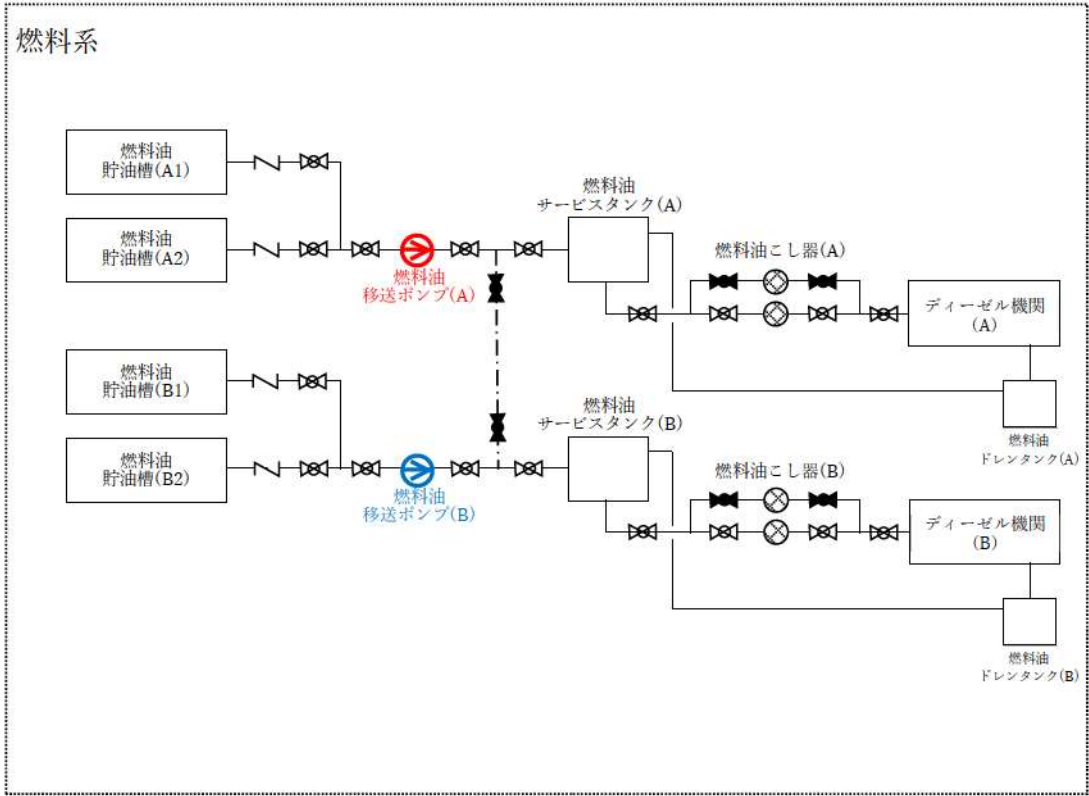 燃料系
燃料油
貯油槽(A1)
燃料油
貯油槽(A2)
燃料油
移送ポンプ(A)
燃料油
サービスタンク(A)
燃料油こし器(A)
ディーゼル機関
(A)
燃料油
ドレンタンク(A)
燃料油
貯油槽(B1)
燃料油
貯油槽(B2)
燃料油
移送ポンプ(B)
燃料油
サービスタンク(B)
燃料油こし器(B)
ディーゼル機関
(B)
燃料油
ドレンタンク(B)